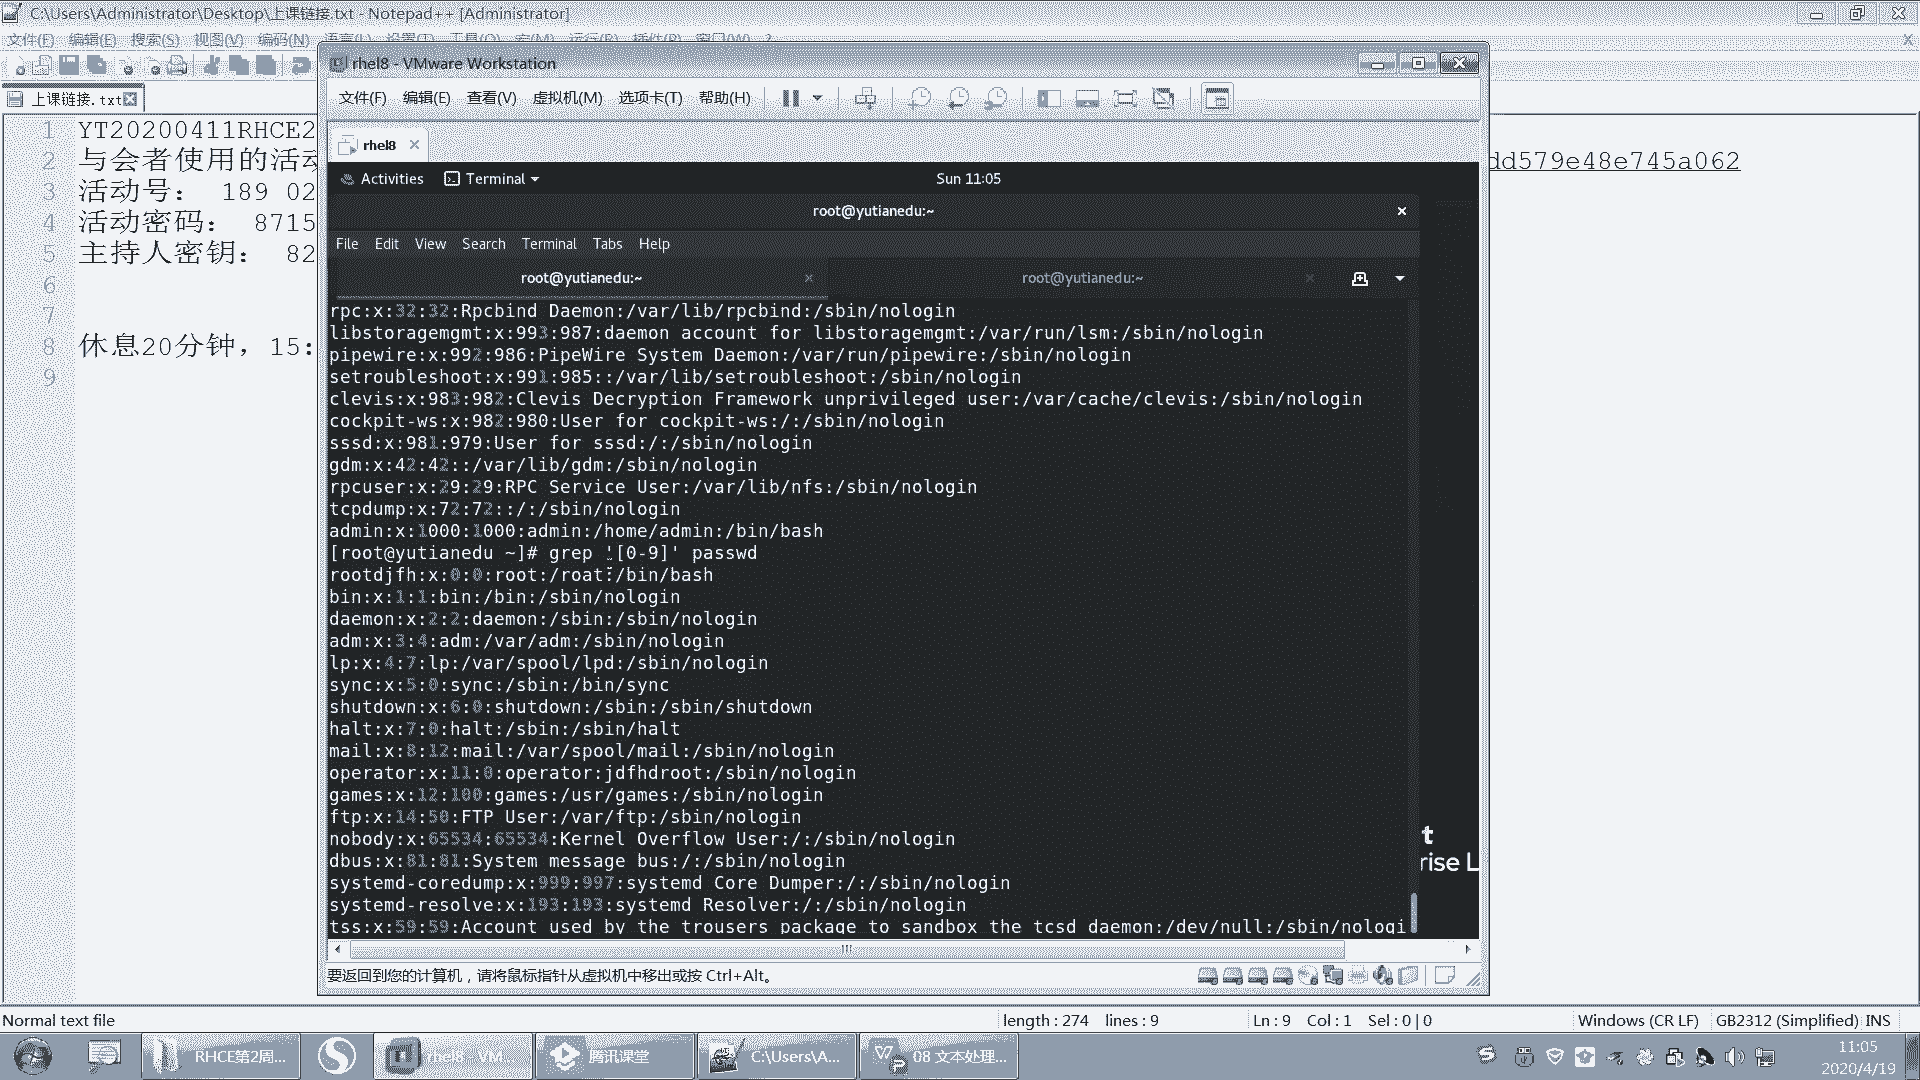 C:\Users\Administrator\Desktop\上课链接.txt - Notepad++ [Administrator]
文件(F) 编辑(E) 搜索(S) 视图(V) 编码(N) 语言(L) 设置(T) 工具(O) 宏(M) 运行(R) 插件(P) 窗口(W) ?
上课链接.txt
1 YT20200411RHCE2
2 与会者使用的活动 dd579e48e745a062
3 活动号： 189 02
4 活动密码： 8715
5 主持人密钥： 82
6
7
8 休息20分钟，15:
9
rhel8 - VMware Workstation
文件(F) 编辑(E) 查看(V) 虚拟机(M) 选项卡(T) 帮助(H)
rhel8
Activities Terminal Sun 11:05
root@yutianedu:~
File Edit View Search Terminal Tabs Help
root@yutianedu:~ root@yutianedu:~
rpc:x:32:32:Rpcbind Daemon:/var/lib/rpcbind:/sbin/nologin
libstoragemgmt:x:993:987:daemon account for libstoragemgmt:/var/run/lsm:/sbin/nologin
pipewire:x:992:986:PipeWire System Daemon:/var/run/pipewire:/sbin/nologin
setroubleshoot:x:991:985::/var/lib/setroubleshoot:/sbin/nologin
clevis:x:983:982:Clevis Decryption Framework unprivileged user:/var/cache/clevis:/sbin/nologin
cockpit-ws:x:982:980:User for cockpit-ws:/:/sbin/nologin
sssd:x:981:979:User for sssd:/:/sbin/nologin
gdm:x:42:42::/var/lib/gdm:/sbin/nologin
rpcuser:x:29:29:RPC Service User:/var/lib/nfs:/sbin/nologin
tcpdump:x:72:72::/:/sbin/nologin
admin:x:1000:1000:admin:/home/admin:/bin/bash
[root@yutianedu ~]# grep '[0-9]' passwd
rootdjfh:x:0:0:root:/roat:/bin/bash
bin:x:1:1:bin:/bin:/sbin/nologin
daemon:x:2:2:daemon:/sbin:/sbin/nologin
adm:x:3:4:adm:/var/adm:/sbin/nologin
lp:x:4:7:lp:/var/spool/lpd:/sbin/nologin
sync:x:5:0:sync:/sbin:/bin/sync
shutdown:x:6:0:shutdown:/sbin:/sbin/shutdown
halt:x:7:0:halt:/sbin:/sbin/halt
mail:x:8:12:mail:/var/spool/mail:/sbin/nologin
operator:x:11:0:operator:jdfhdroot:/sbin/nologin
games:x:12:100:games:/usr/games:/sbin/nologin
ftp:x:14:50:FTP User:/var/ftp:/sbin/nologin
nobody:x:65534:65534:Kernel Overflow User:/:/sbin/nologin
dbus:x:81:81:System message bus:/:/sbin/nologin
systemd-coredump:x:999:997:systemd Core Dumper:/:/sbin/nologin
systemd-resolve:x:193:193:systemd Resolver:/:/sbin/nologin
tss:x:59:59:Account used by the trousers package to sandbox the tcsd daemon:/dev/null:/sbin/nologi
t
rise L
要返回到您的计算机，请将鼠标指针从虚拟机中移出或按 Ctrl+Alt。
Normal text file length : 274 lines : 9 Ln : 9 Col : 1 Sel : 0 | 0 Windows (CR LF) GB2312 (Simplified) INS
RHCE第2周... rhel8 - VM... 腾讯课堂 C:\Users\A... 08 文本处理...
11:05
2020/4/19